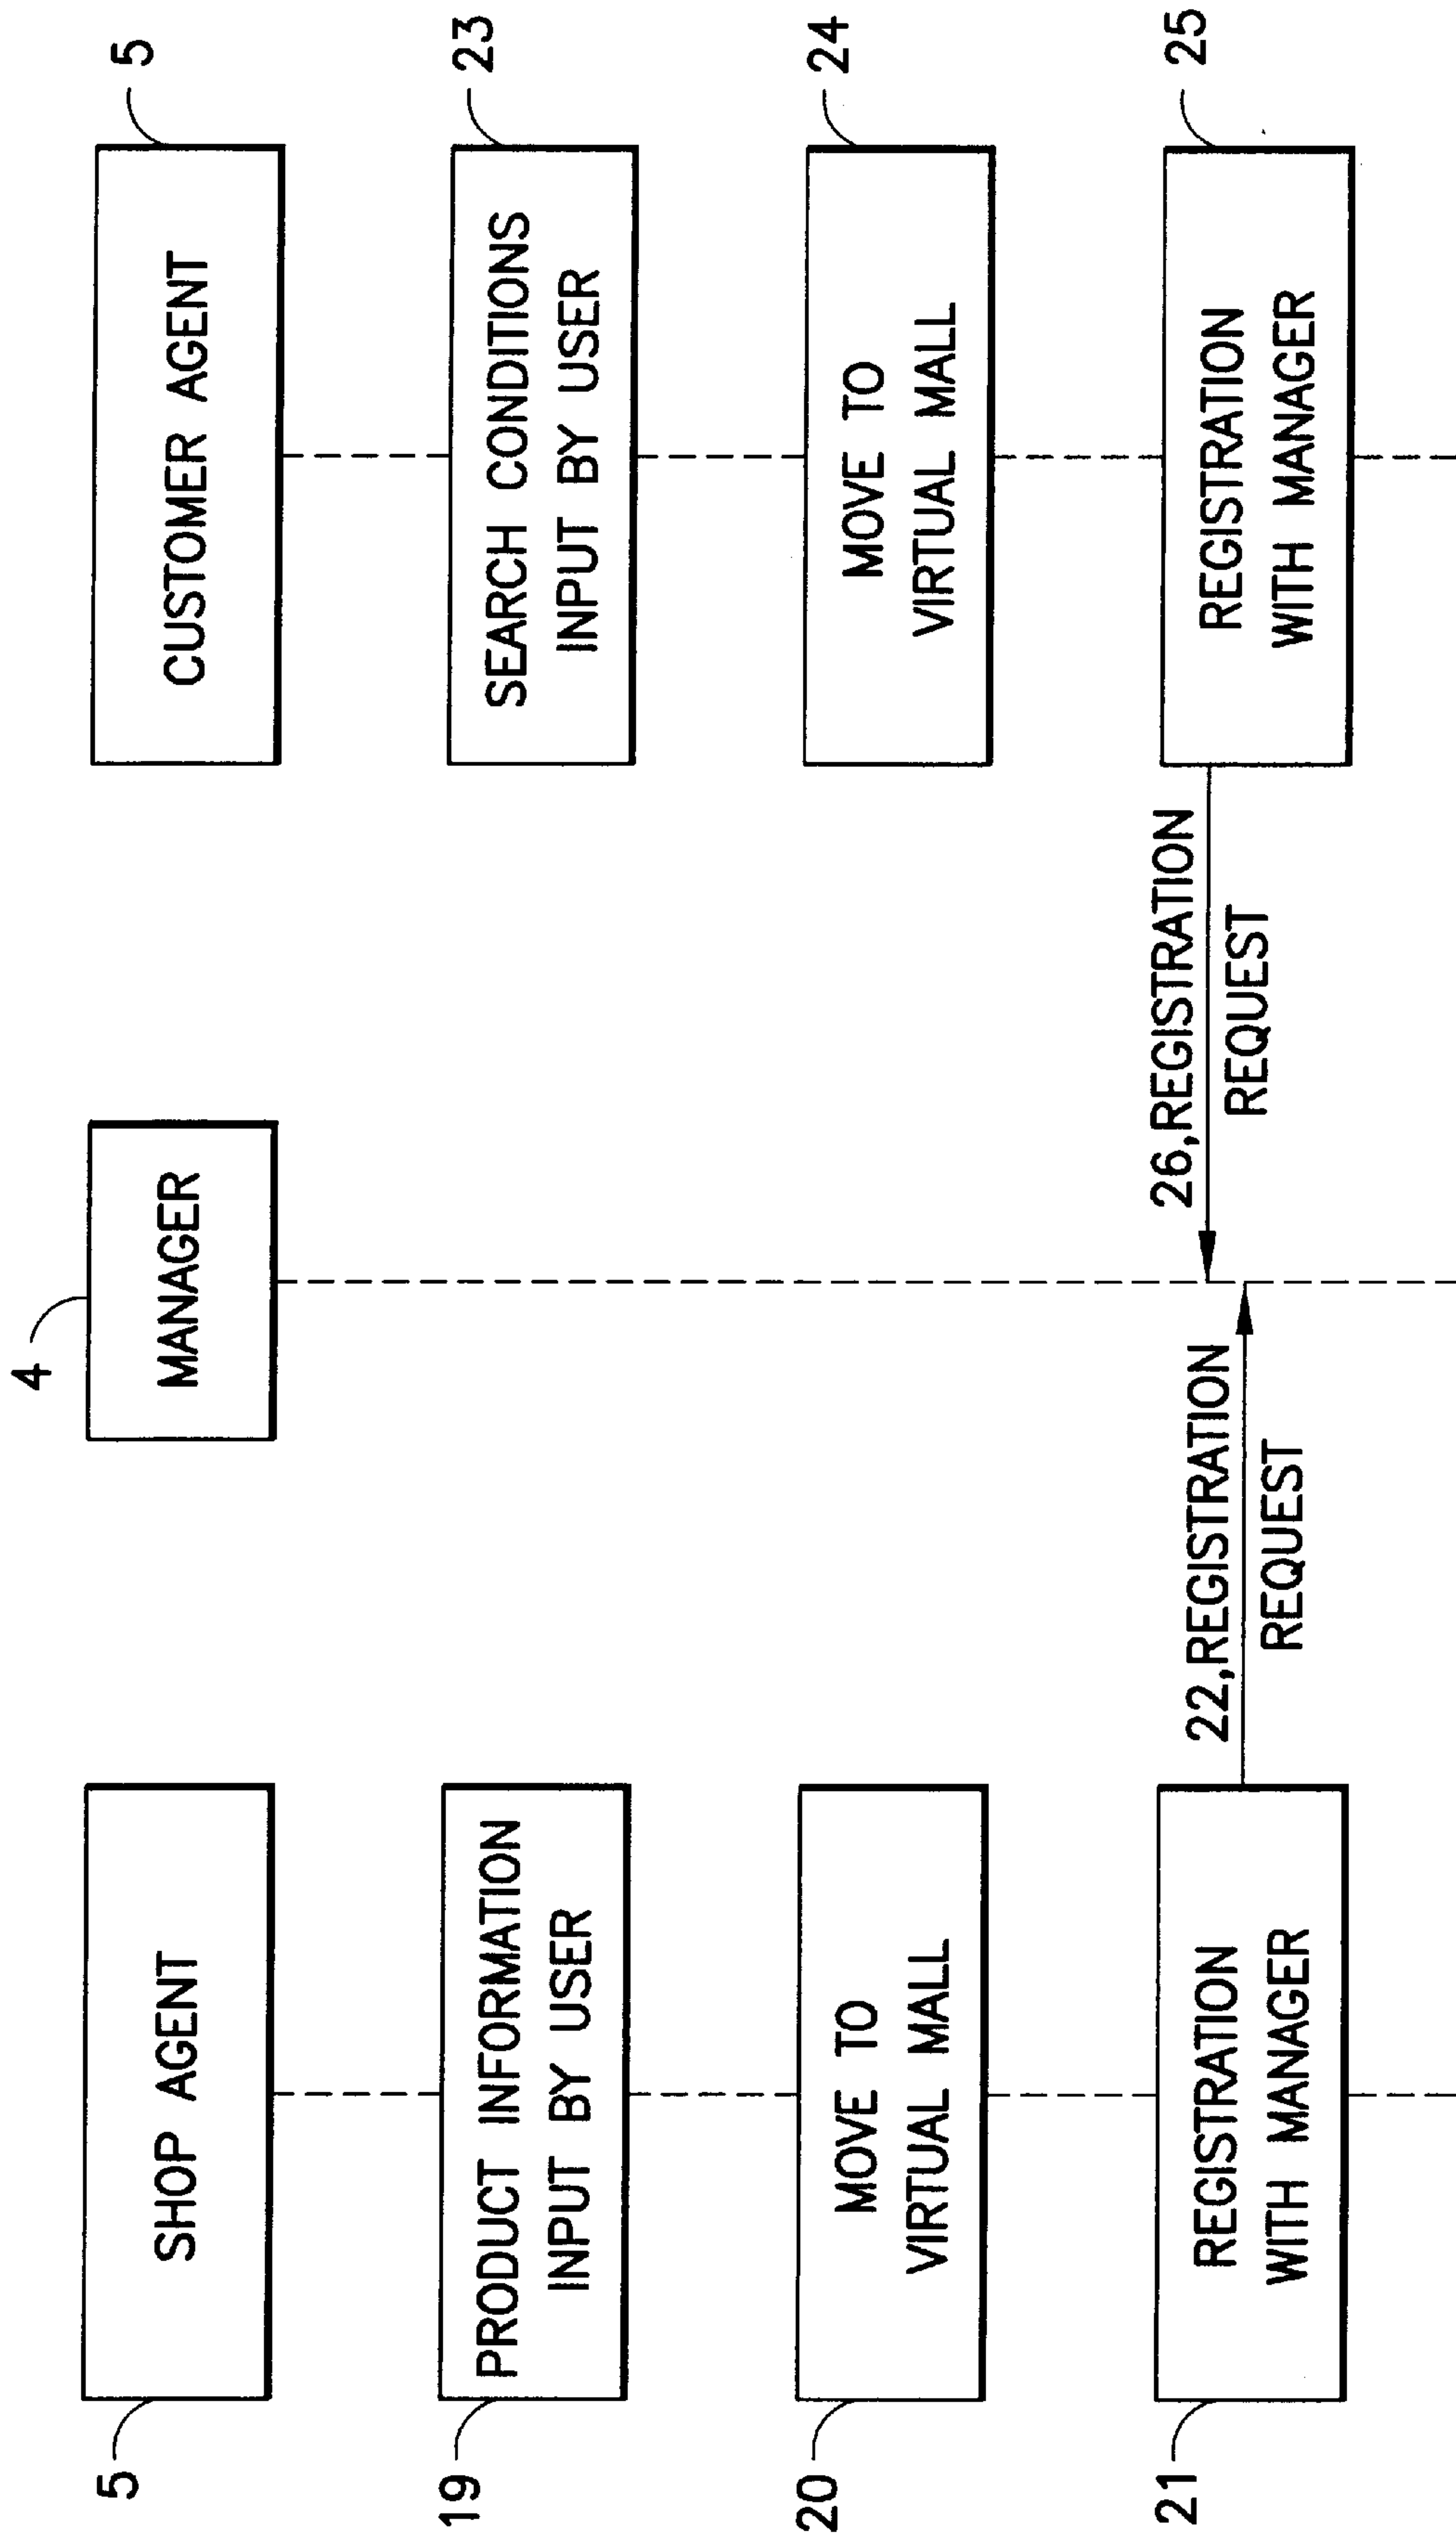 4
5
SHOP AGENT
MANAGER
CUSTOMER AGENT
5
19
PRODUCT INFORMATION
INPUT BY USER
SEARCH CONDITIONS
INPUT BY USER
23
20
MOVE TO
VIRTUAL MALL
MOVE TO
VIRTUAL MALL
24
21
REGISTRATION
WITH MANAGER
22,REGISTRATION
REQUEST
26,REGISTRATION
REQUEST
REGISTRATION
WITH MANAGER
25